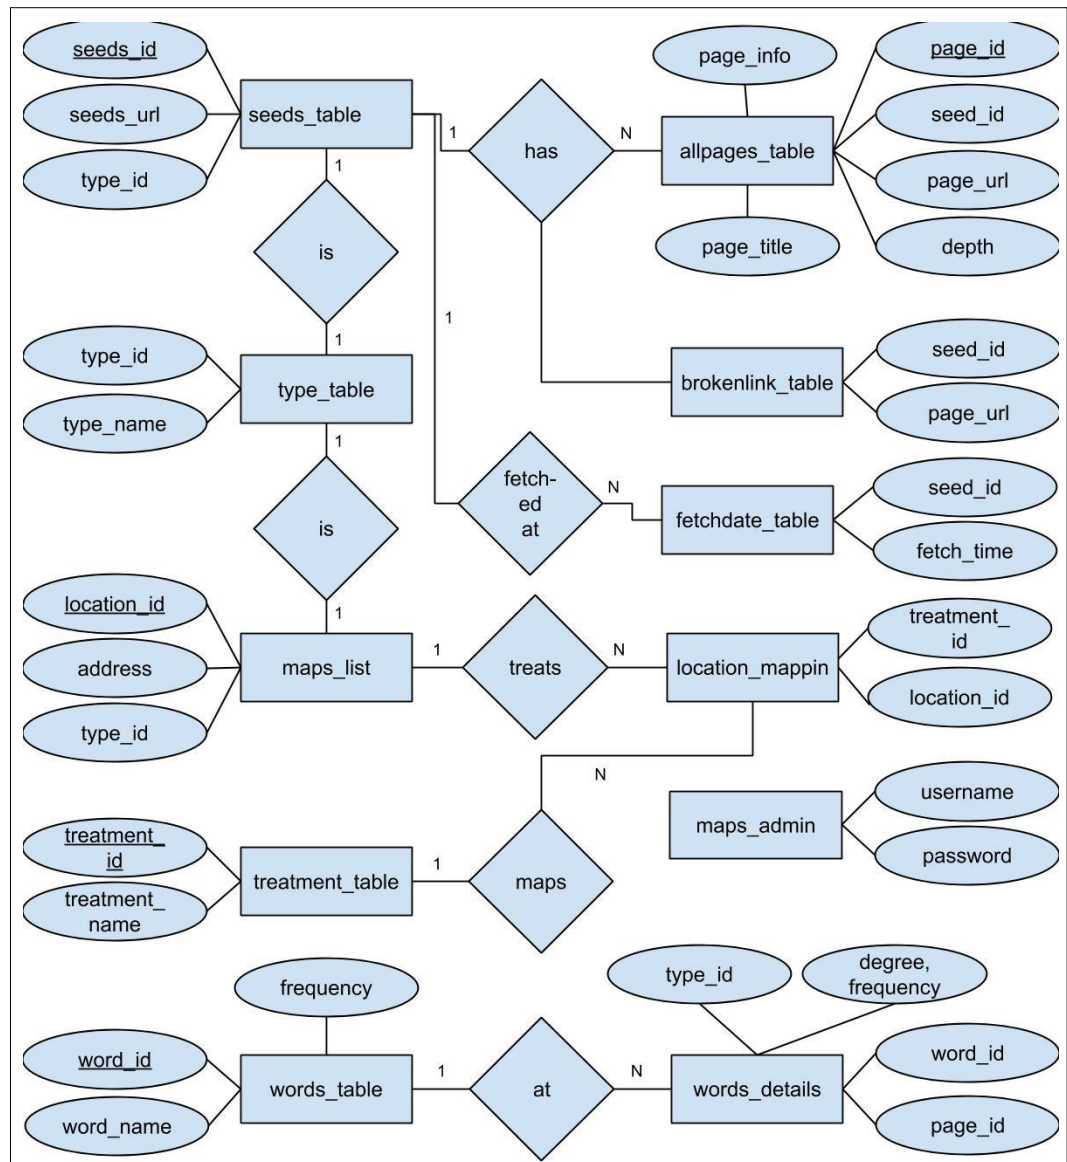 seeds_id
seeds_url
type_id
seeds_table
1
has
N
page_info
allpages_table
page_title
page_id
seed_id
page_url
depth
1
is
1
1
type_id
type_name
type_table
brokenlink_table
seed_id
page_url
1
is
1
fetch-
ed
at
N
fetchdate_table
seed_id
fetch_time
location_id
address
type_id
maps_list
1
treats
N
location_mappin
treatment_
id
location_id
N
treatment_
id
treatment_
name
treatment_table
1
maps
maps_admin
username
password
frequency
word_id
word_name
words_table
1
at
N
type_id
degree,
frequency
words_details
word_id
page_id